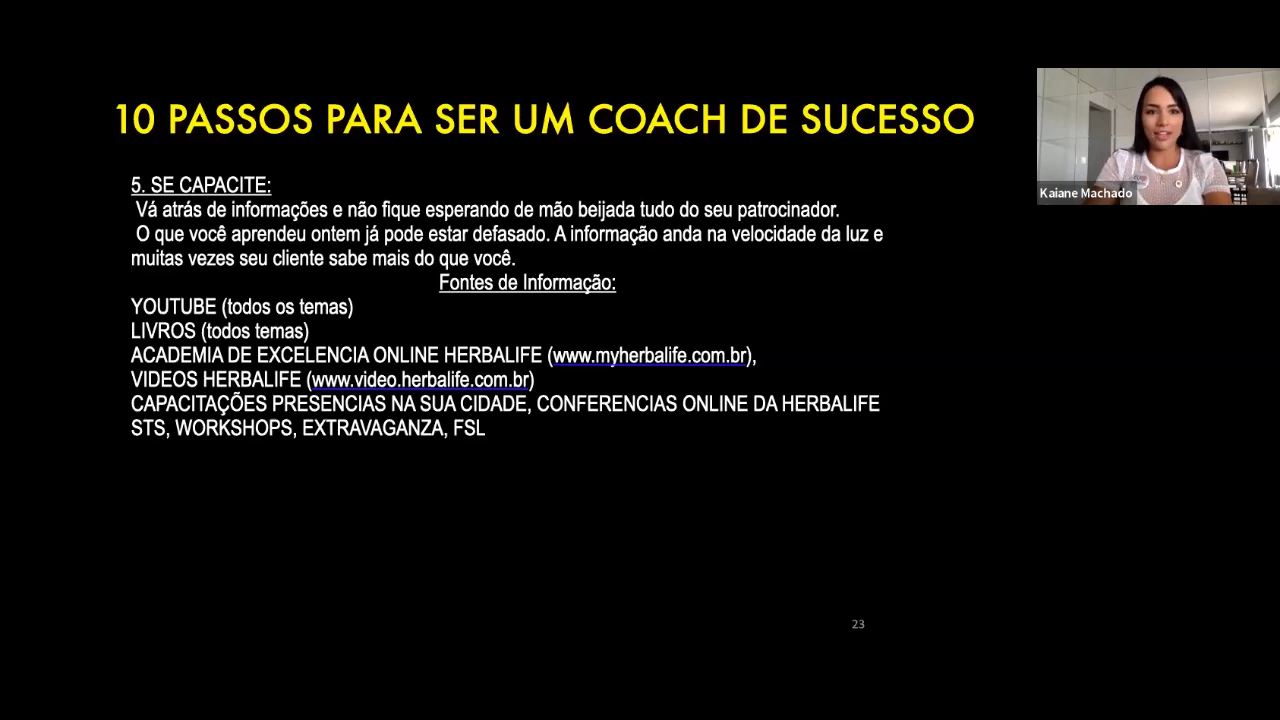 10 PASSOS PARA SER UM COACH DE SUCESSO
Kaiane Machado
5. SE CAPACITE:
Vá atrás de informações e não fique esperando de mão beijada tudo do seu patrocinador.
O que você aprendeu ontem já pode estar defasado. A informação anda na velocidade da luz e
muitas vezes seu cliente sabe mais do que você.
Fontes de Informação:
YOUTUBE (todos os temas)
LIVROS (todos temas)
ACADEMIA DE EXCELENCIA ONLINE HERBALIFE (www.myherbalife.com.br),
VIDEOS HERBALIFE (www.video.herbalife.com.br)
CAPACITAÇÕES PRESENCIAS NA SUA CIDADE, CONFERENCIAS ONLINE DA HERBALIFE
STS, WORKSHOPS, EXTRAVAGANZA, FSL
23